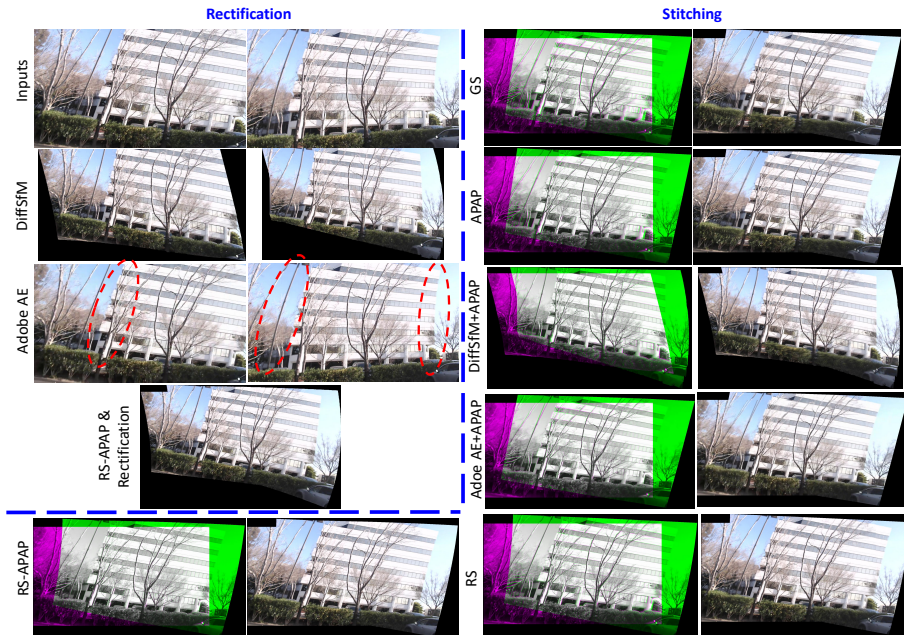 Rectification
Stitching
Inputs
GS
DiffSfM
APAP
Adobe AE
DiffSfM+APAP
RS-APAP &
Rectification
Adoe AE+APAP
RS-APAP
RS